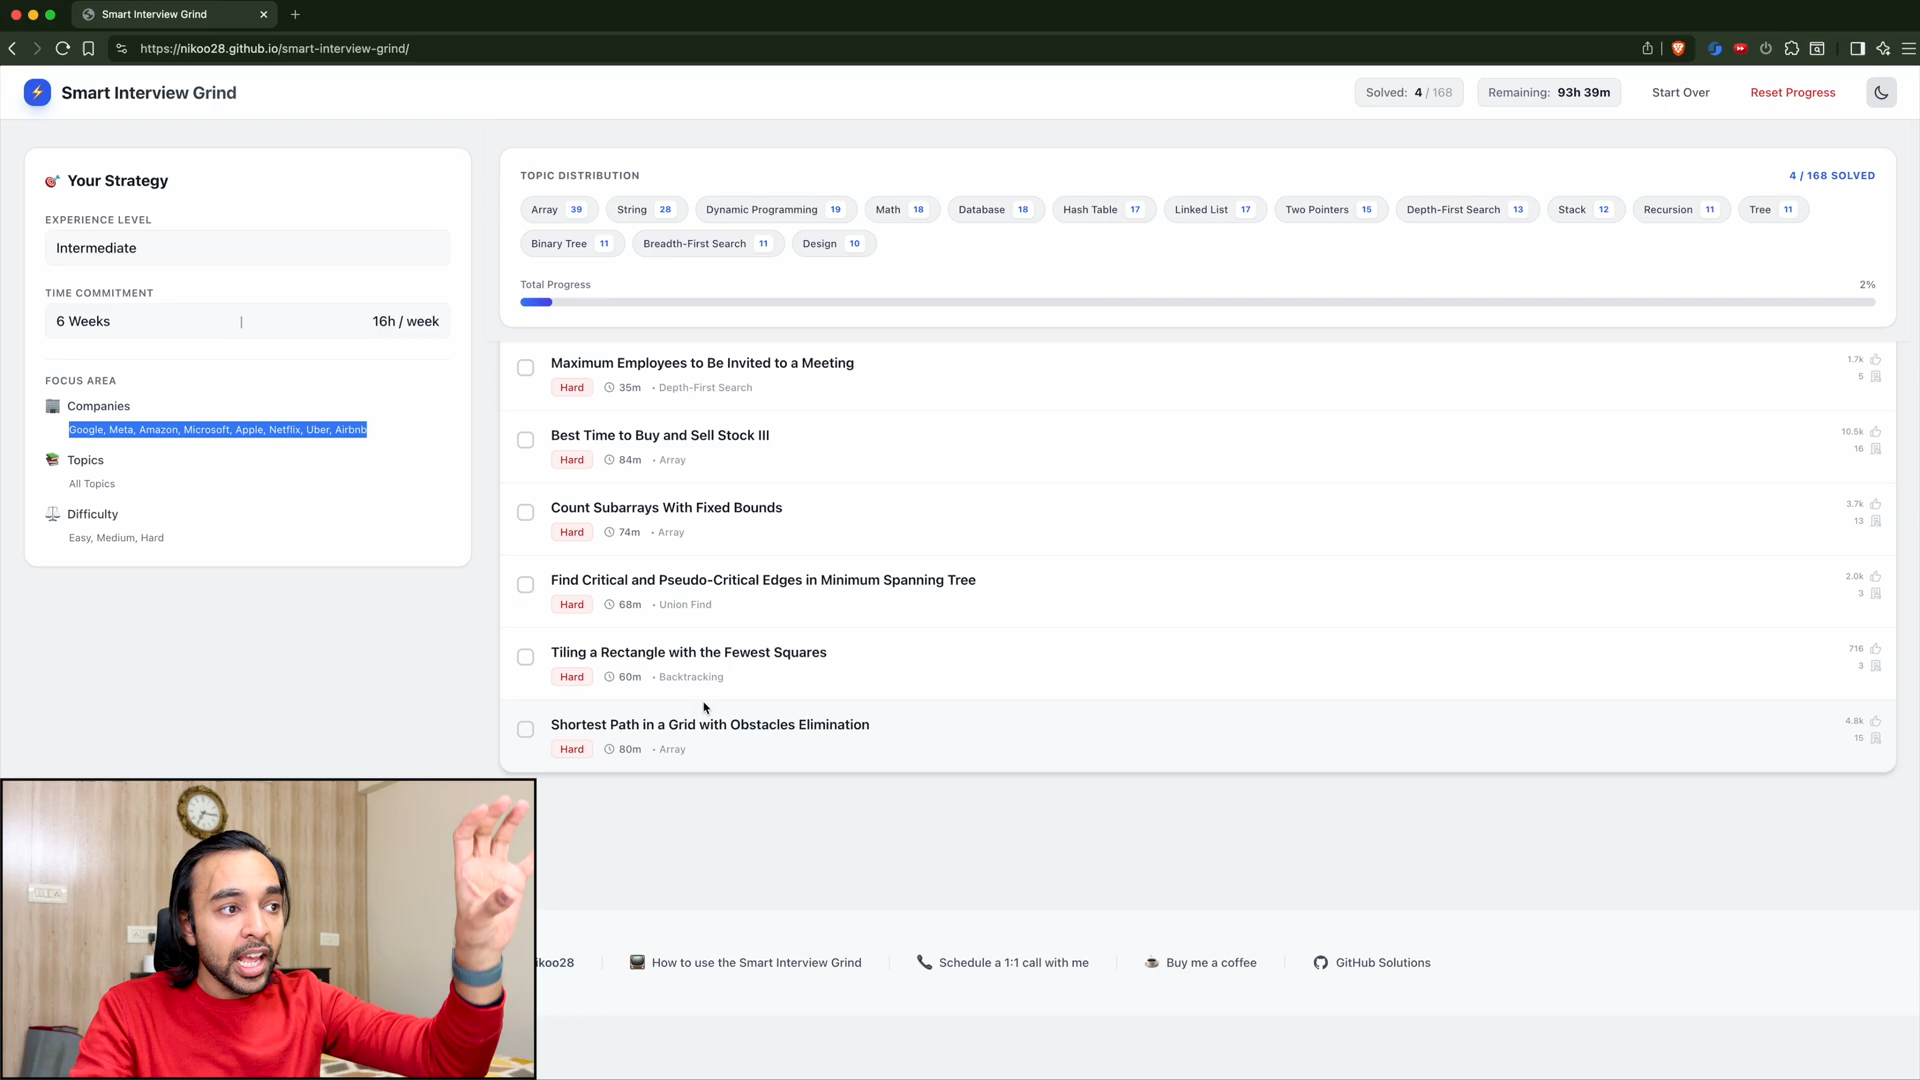 Smart Interview Grind
https://nikoo28.github.io/smart-interview-grind/
Smart Interview Grind
Solved: 4 / 168
Remaining: 93h 39m
Start Over
Reset Progress
Your Strategy
EXPERIENCE LEVEL
Intermediate
TIME COMMITMENT
6 Weeks | 16h / week
FOCUS AREA
Companies
Google, Meta, Amazon, Microsoft, Apple, Netflix, Uber, Airbnb
Topics
All Topics
Difficulty
Easy, Medium, Hard
TOPIC DISTRIBUTION
4 / 168 SOLVED
Array 39 String 28 Dynamic Programming 19 Math 18 Database 18 Hash Table 17 Linked List 17 Two Pointers 15 Depth-First Search 13 Stack 12 Recursion 11 Tree 11
Binary Tree 11 Breadth-First Search 11 Design 10
Total Progress 2%
Maximum Employees to Be Invited to a Meeting 1.7k
Hard 35m • Depth-First Search 5
Best Time to Buy and Sell Stock III 10.5k
Hard 84m • Array 16
Count Subarrays With Fixed Bounds 3.7k
Hard 74m • Array 13
Find Critical and Pseudo-Critical Edges in Minimum Spanning Tree 2.0k
Hard 68m • Union Find 3
Tiling a Rectangle with the Fewest Squares 716
Hard 60m • Backtracking 3
Shortest Path in a Grid with Obstacles Elimination 4.8k
Hard 80m • Array 15
ikoo28
How to use the Smart Interview Grind
Schedule a 1:1 call with me
Buy me a coffee
GitHub Solutions